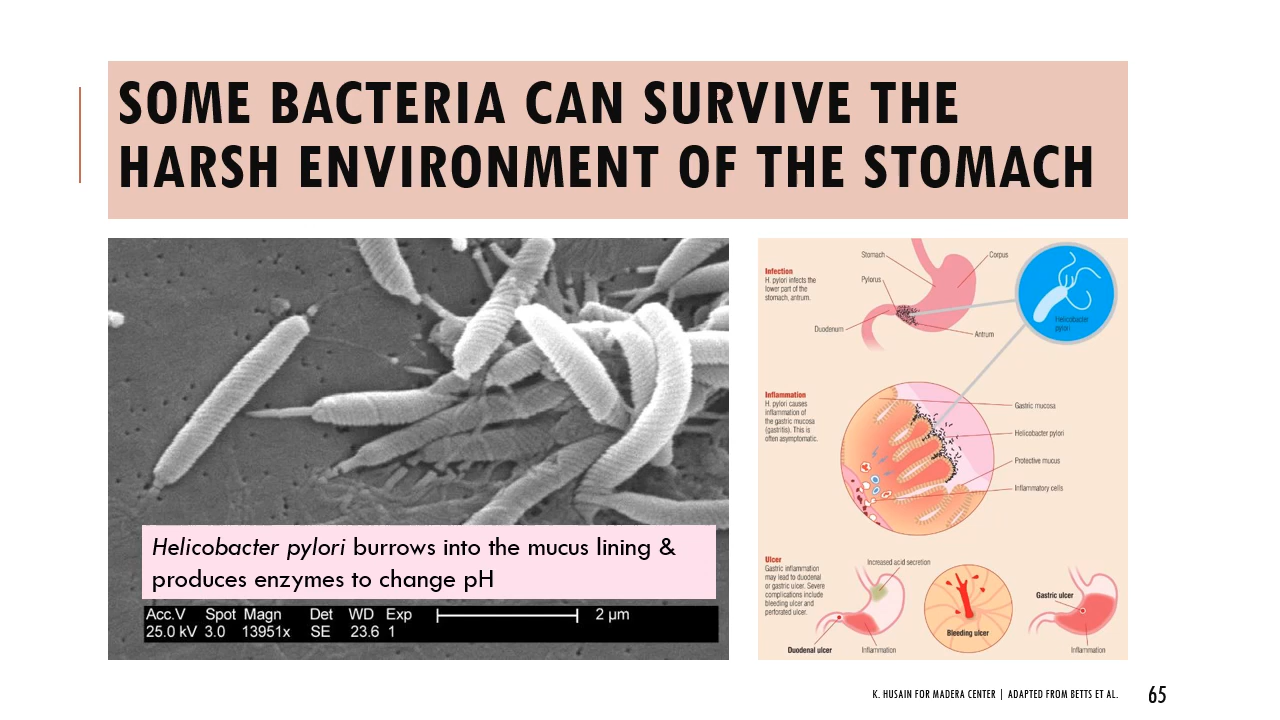 SOME BACTERIA CAN SURVIVE THE
HARSH ENVIRONMENT OF THE STOMACH
Helicobacter pylori burrows into the mucus lining &
produces enzymes to change pH
Acc.V Spot Magn Det WD Exp 2 µm
25.0 kV 3.0 13951x SE 23.6 1
Infection
H. pylori infects the
lower part of the
stomach, antrum.
Stomach
Corpus
Pylorus
Duodenum
Antrum
Helicobacter
pylori
Inflammation
H. pylori causes
inflammation of
the gastric mucosa
(gastritis). This is
often asymptomatic.
Gastric mucosa
Helicobacter pylori
Protective mucus
Inflammatory cells
Ulcer
Gastric inflammation
may lead to duodenal
or gastric ulcer. Severe
complications include
bleeding ulcer and
perforated ulcer.
Increased acid secretion
Gastric ulcer
Bleeding ulcer
Duodenal ulcer
Inflammation
Inflammation
K. HUSAIN FOR MADERA CENTER | ADAPTED FROM BETTS ET AL. 65